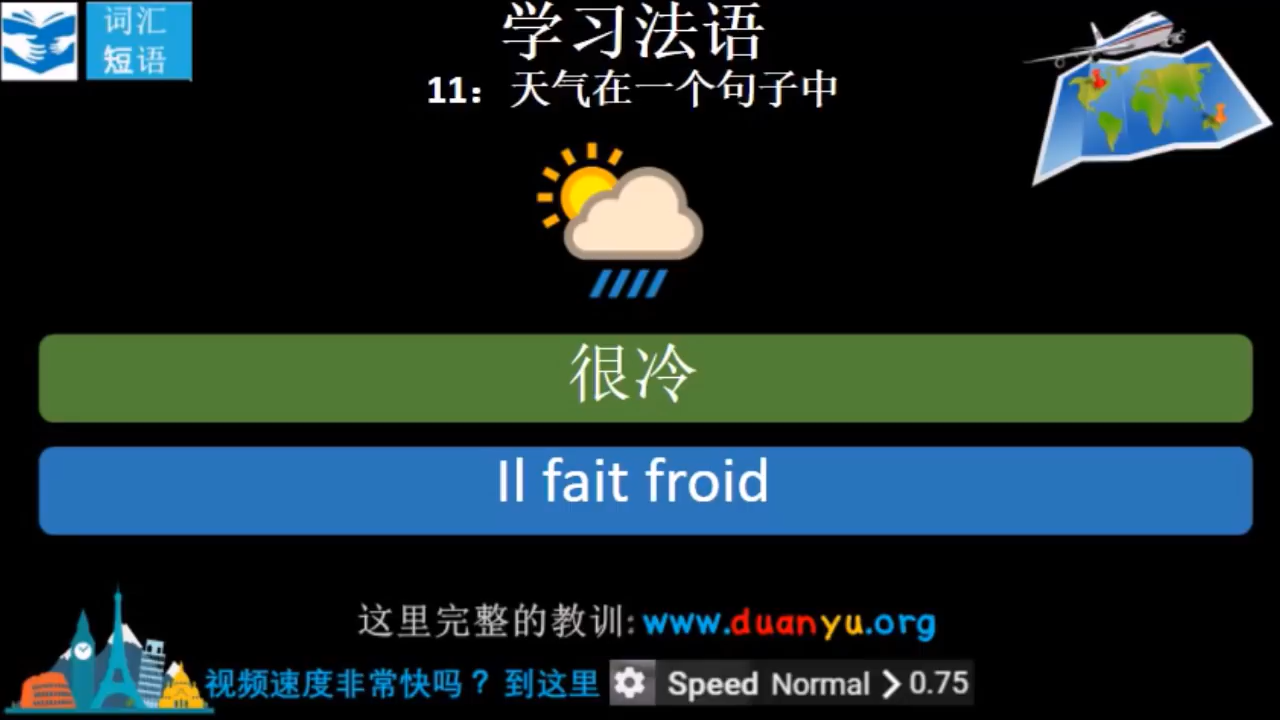 词汇
短语
学习法语
11：天气在一个句子中
很冷
Il fait froid
这里完整的教训: www.duanyu.org
视频速度非常快吗？ 到这里 Speed Normal > 0.75